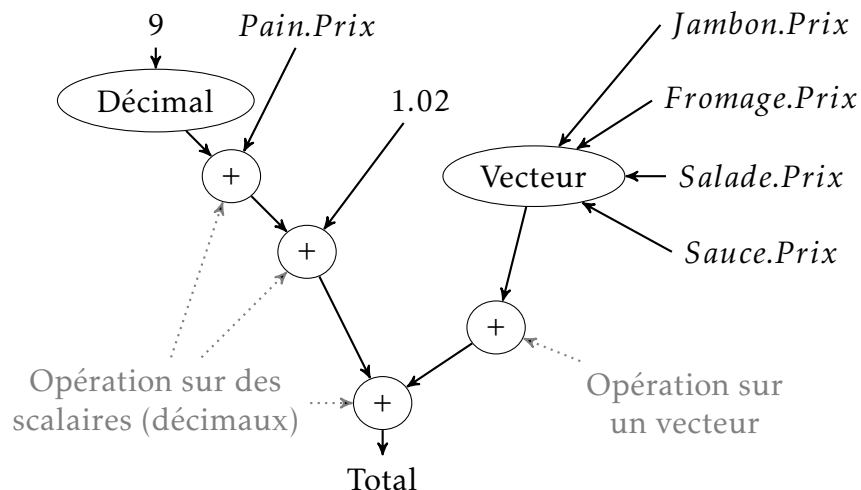 9
Pain.Prix
Jambon.Prix
Décimal
1.02
Fromage.Prix
+
Vecteur
Salade.Prix
+
Sauce.Prix
+
Opération sur des
scalaires (décimaux)
+
Opération sur
un vecteur
Total